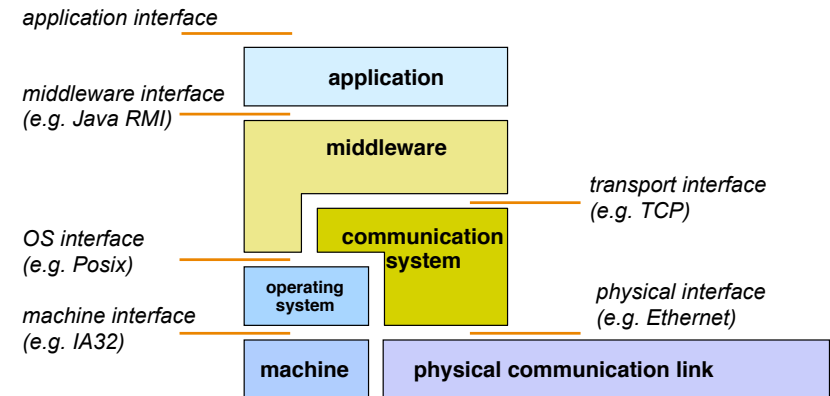 application interface
application
middleware interface
(e.g. Java RMI)
middleware
transport interface
(e.g. TCP)
OS interface
(e.g. Posix)
communication
system
operating
system
machine interface
(e.g. IA32)
physical interface
(e.g. Ethernet)
machine
physical communication link